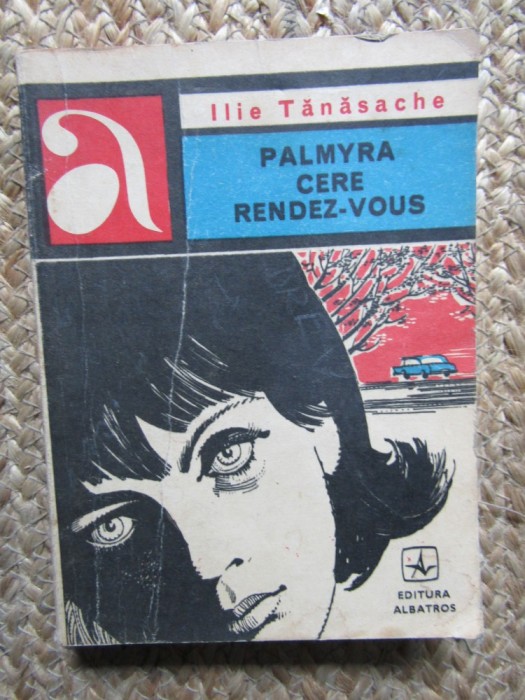 a
Ilie Tănăsache
PALMYRA
CERE
RENDEZ-VOUS
EDITURA
ALBATROS